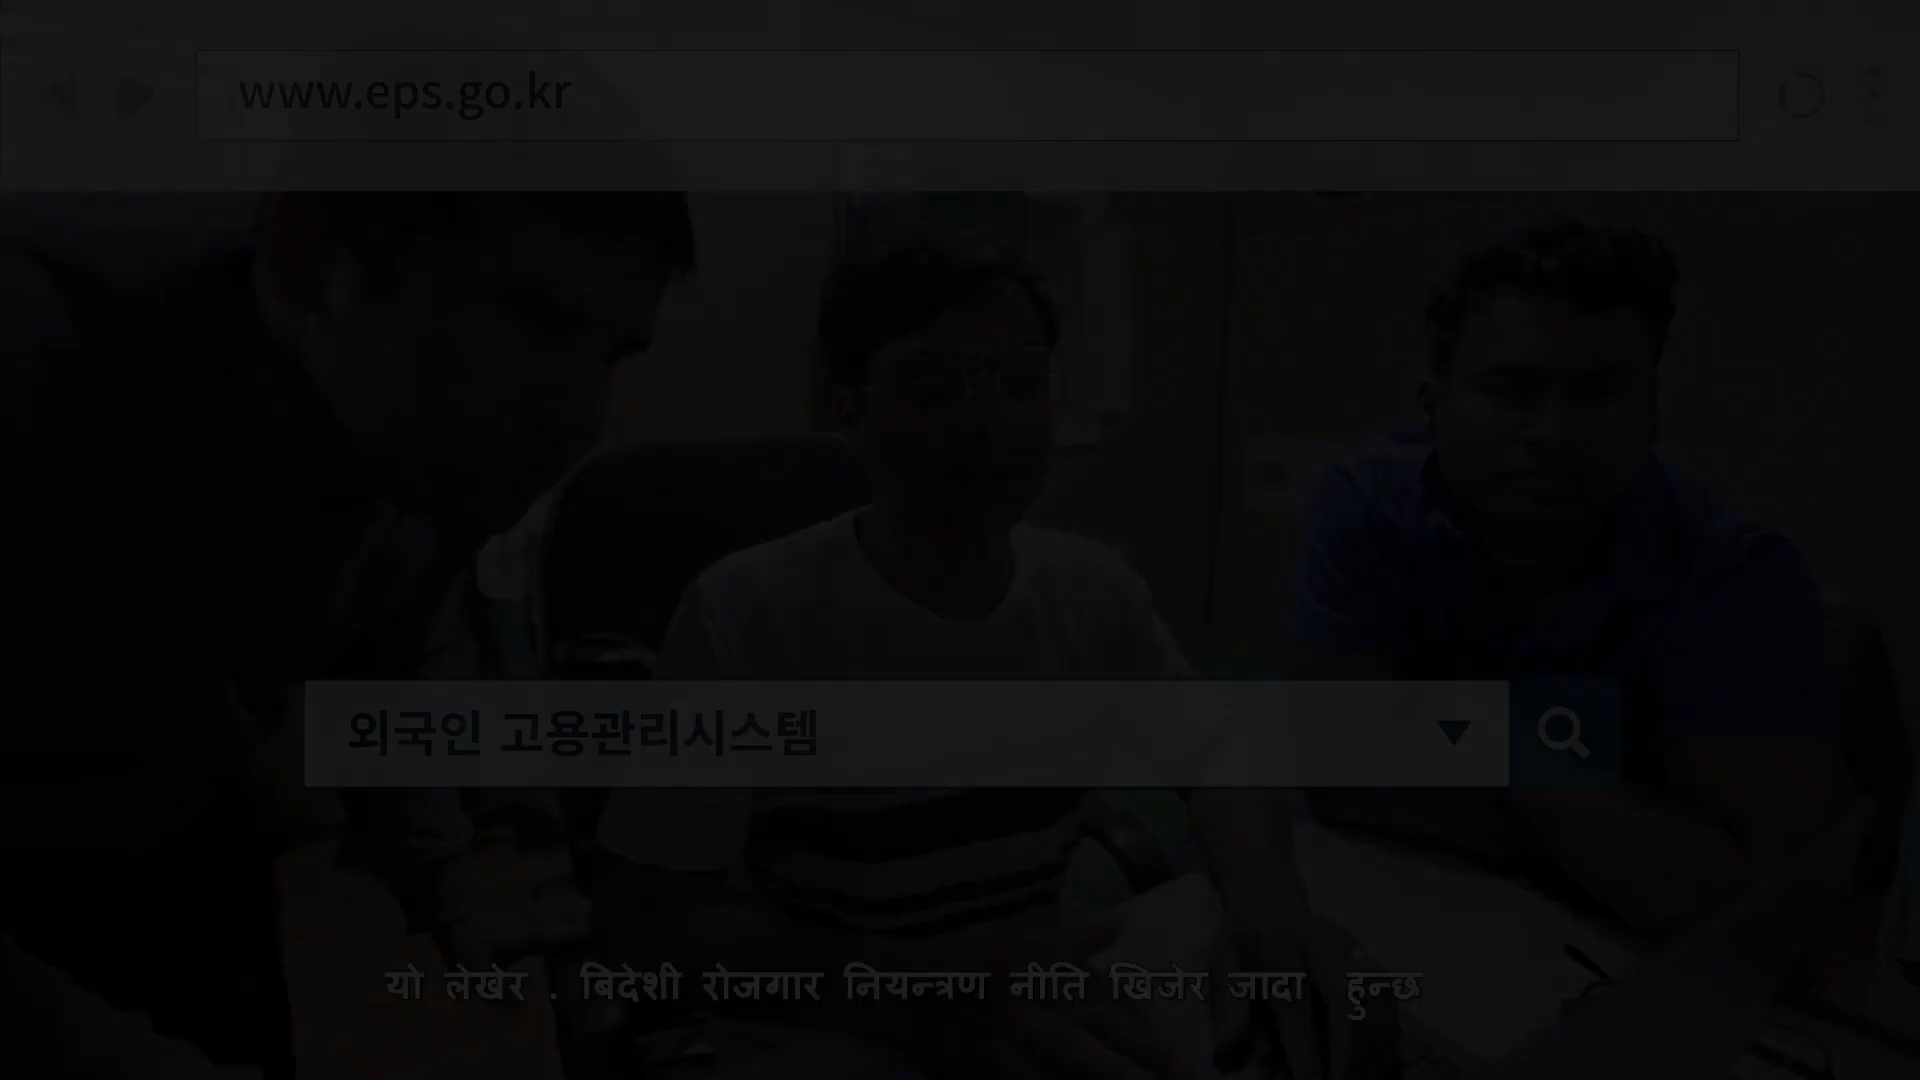 www.eps.go.kr
외국인 고용관리시스템
यो लेखेर . बिदेशी रोजगार नियन्त्रण नीति खिजेर जादा हुन्छ